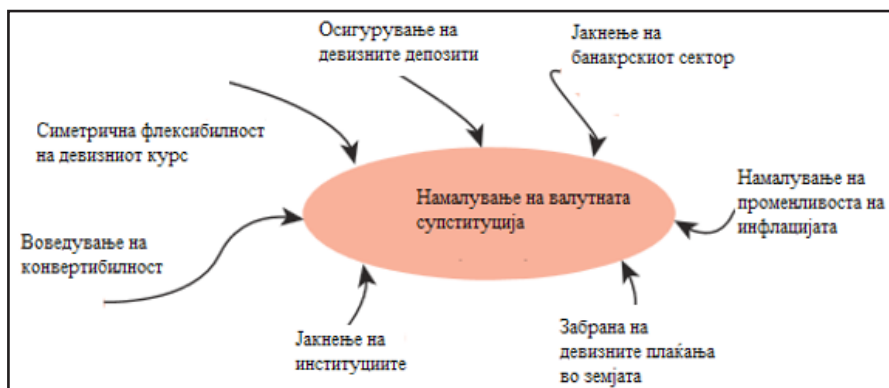 Осигурување на
девизните депозити
Јакнење на
банакрскиот сектор
Симетрична флексибилност
на девизниот курс
Намалување на валутната
супституција
Намалување на
променливоста на
инфлацијата
Воведување на
конвертибилност
Јакнење на
институциите
Забрана на
девизните плаќања
во земјата